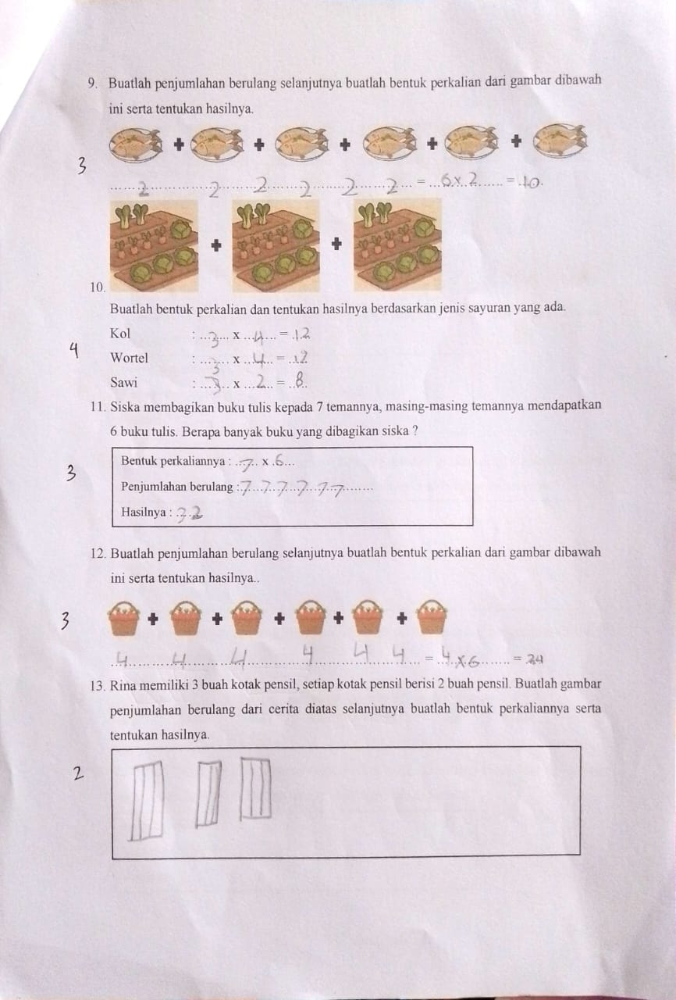 9. Buatlah penjumlahan berulang selanjutnya buatlah bentuk perkalian dari gambar dibawah
ini serta tentukan hasilnya.
+ + + + +
3
2 2 2 2 2 2 = 6 x 2 = 10
+ +
10.
Buatlah bentuk perkalian dan tentukan hasilnya berdasarkan jenis sayuran yang ada.
Kol : 3 x 4 = 12
4
Wortel : 3 x 4 = 12
Sawi : 3 x 2 = 8
11. Siska membagikan buku tulis kepada 7 temannya, masing-masing temannya mendapatkan
6 buku tulis. Berapa banyak buku yang dibagikan siska ?
Bentuk perkaliannya : 7 x 6
3
Penjumlahan berulang : 7 7 7 7 7 7
Hasilnya : 32
12. Buatlah penjumlahan berulang selanjutnya buatlah bentuk perkalian dari gambar dibawah
ini serta tentukan hasilnya..
3
+ + + + +
4 4 4 4 4 4 = 4 x 6 = 24
13. Rina memiliki 3 buah kotak pensil, setiap kotak pensil berisi 2 buah pensil. Buatlah gambar
penjumlahan berulang dari cerita diatas selanjutnya buatlah bentuk perkaliannya serta
tentukan hasilnya.
2